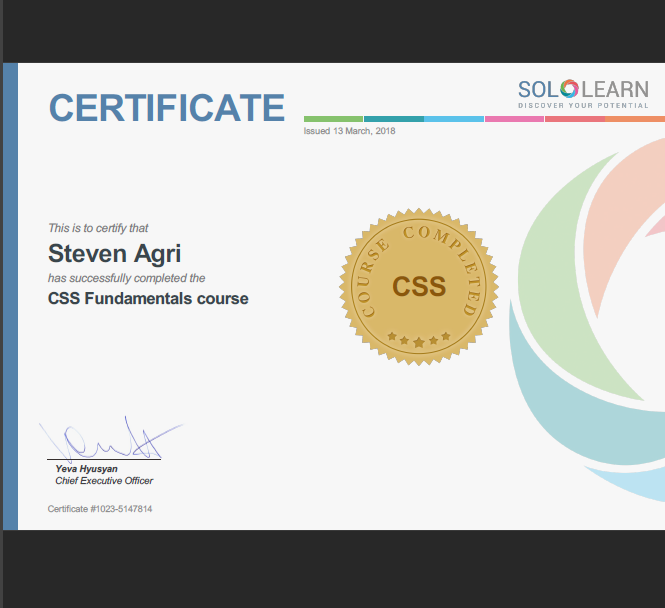 CERTIFICATE
SOLOLEARN
DISCOVER YOUR POTENTIAL
Issued 13 March, 2018
This is to certify that
Steven Agri
has successfully completed the
CSS Fundamentals course
COURSE COMPLETED
CSS
Yeva Hyusyan
Chief Executive Officer
Certificate #1023-5147814